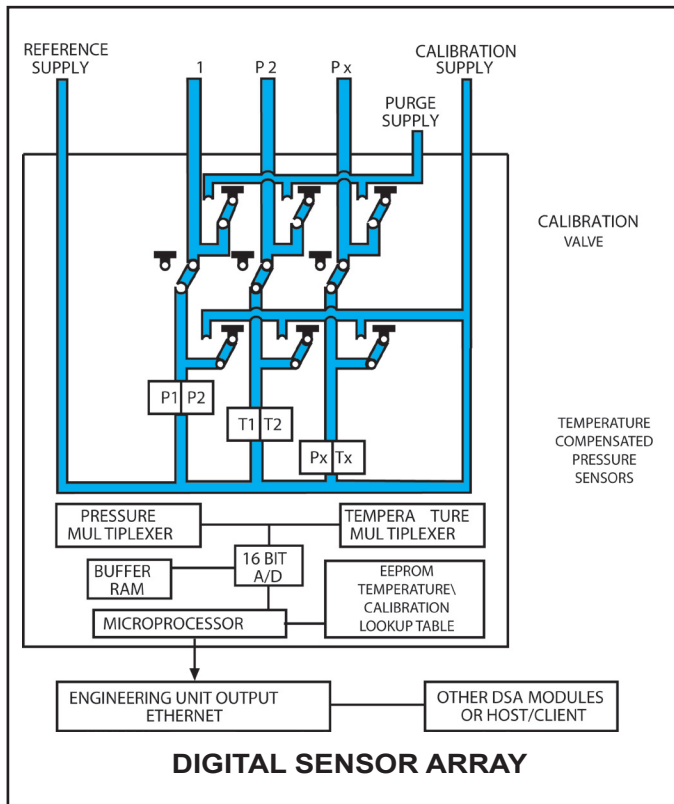 REFERENCE
SUPPLY
1
P 2
P x
CALIBRATION
SUPPLY
PURGE
SUPPLY
CALIBRATION
VALVE
P1 P2
T1 T2
Px Tx
TEMPERATURE
COMPENSATED
PRESSURE
SENSORS
PRESSURE
MUL TIPLEXER
TEMPERA TURE
MUL TIPLEXER
16 BIT
A/D
BUFFER
RAM
EEPROM
TEMPERATURE\
CALIBRATION
LOOKUP TABLE
MICROPROCESSOR
ENGINEERING UNIT OUTPUT
ETHERNET
OTHER DSA MODULES
OR HOST/CLIENT
DIGITAL SENSOR ARRAY